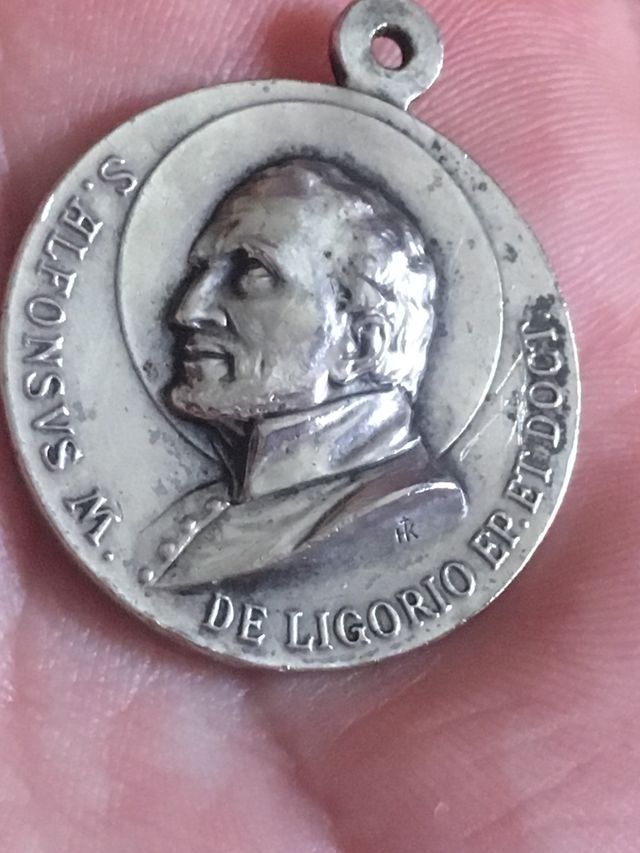 S. ALFONSVS M. DE LIGORIO EP. ET DOCT.